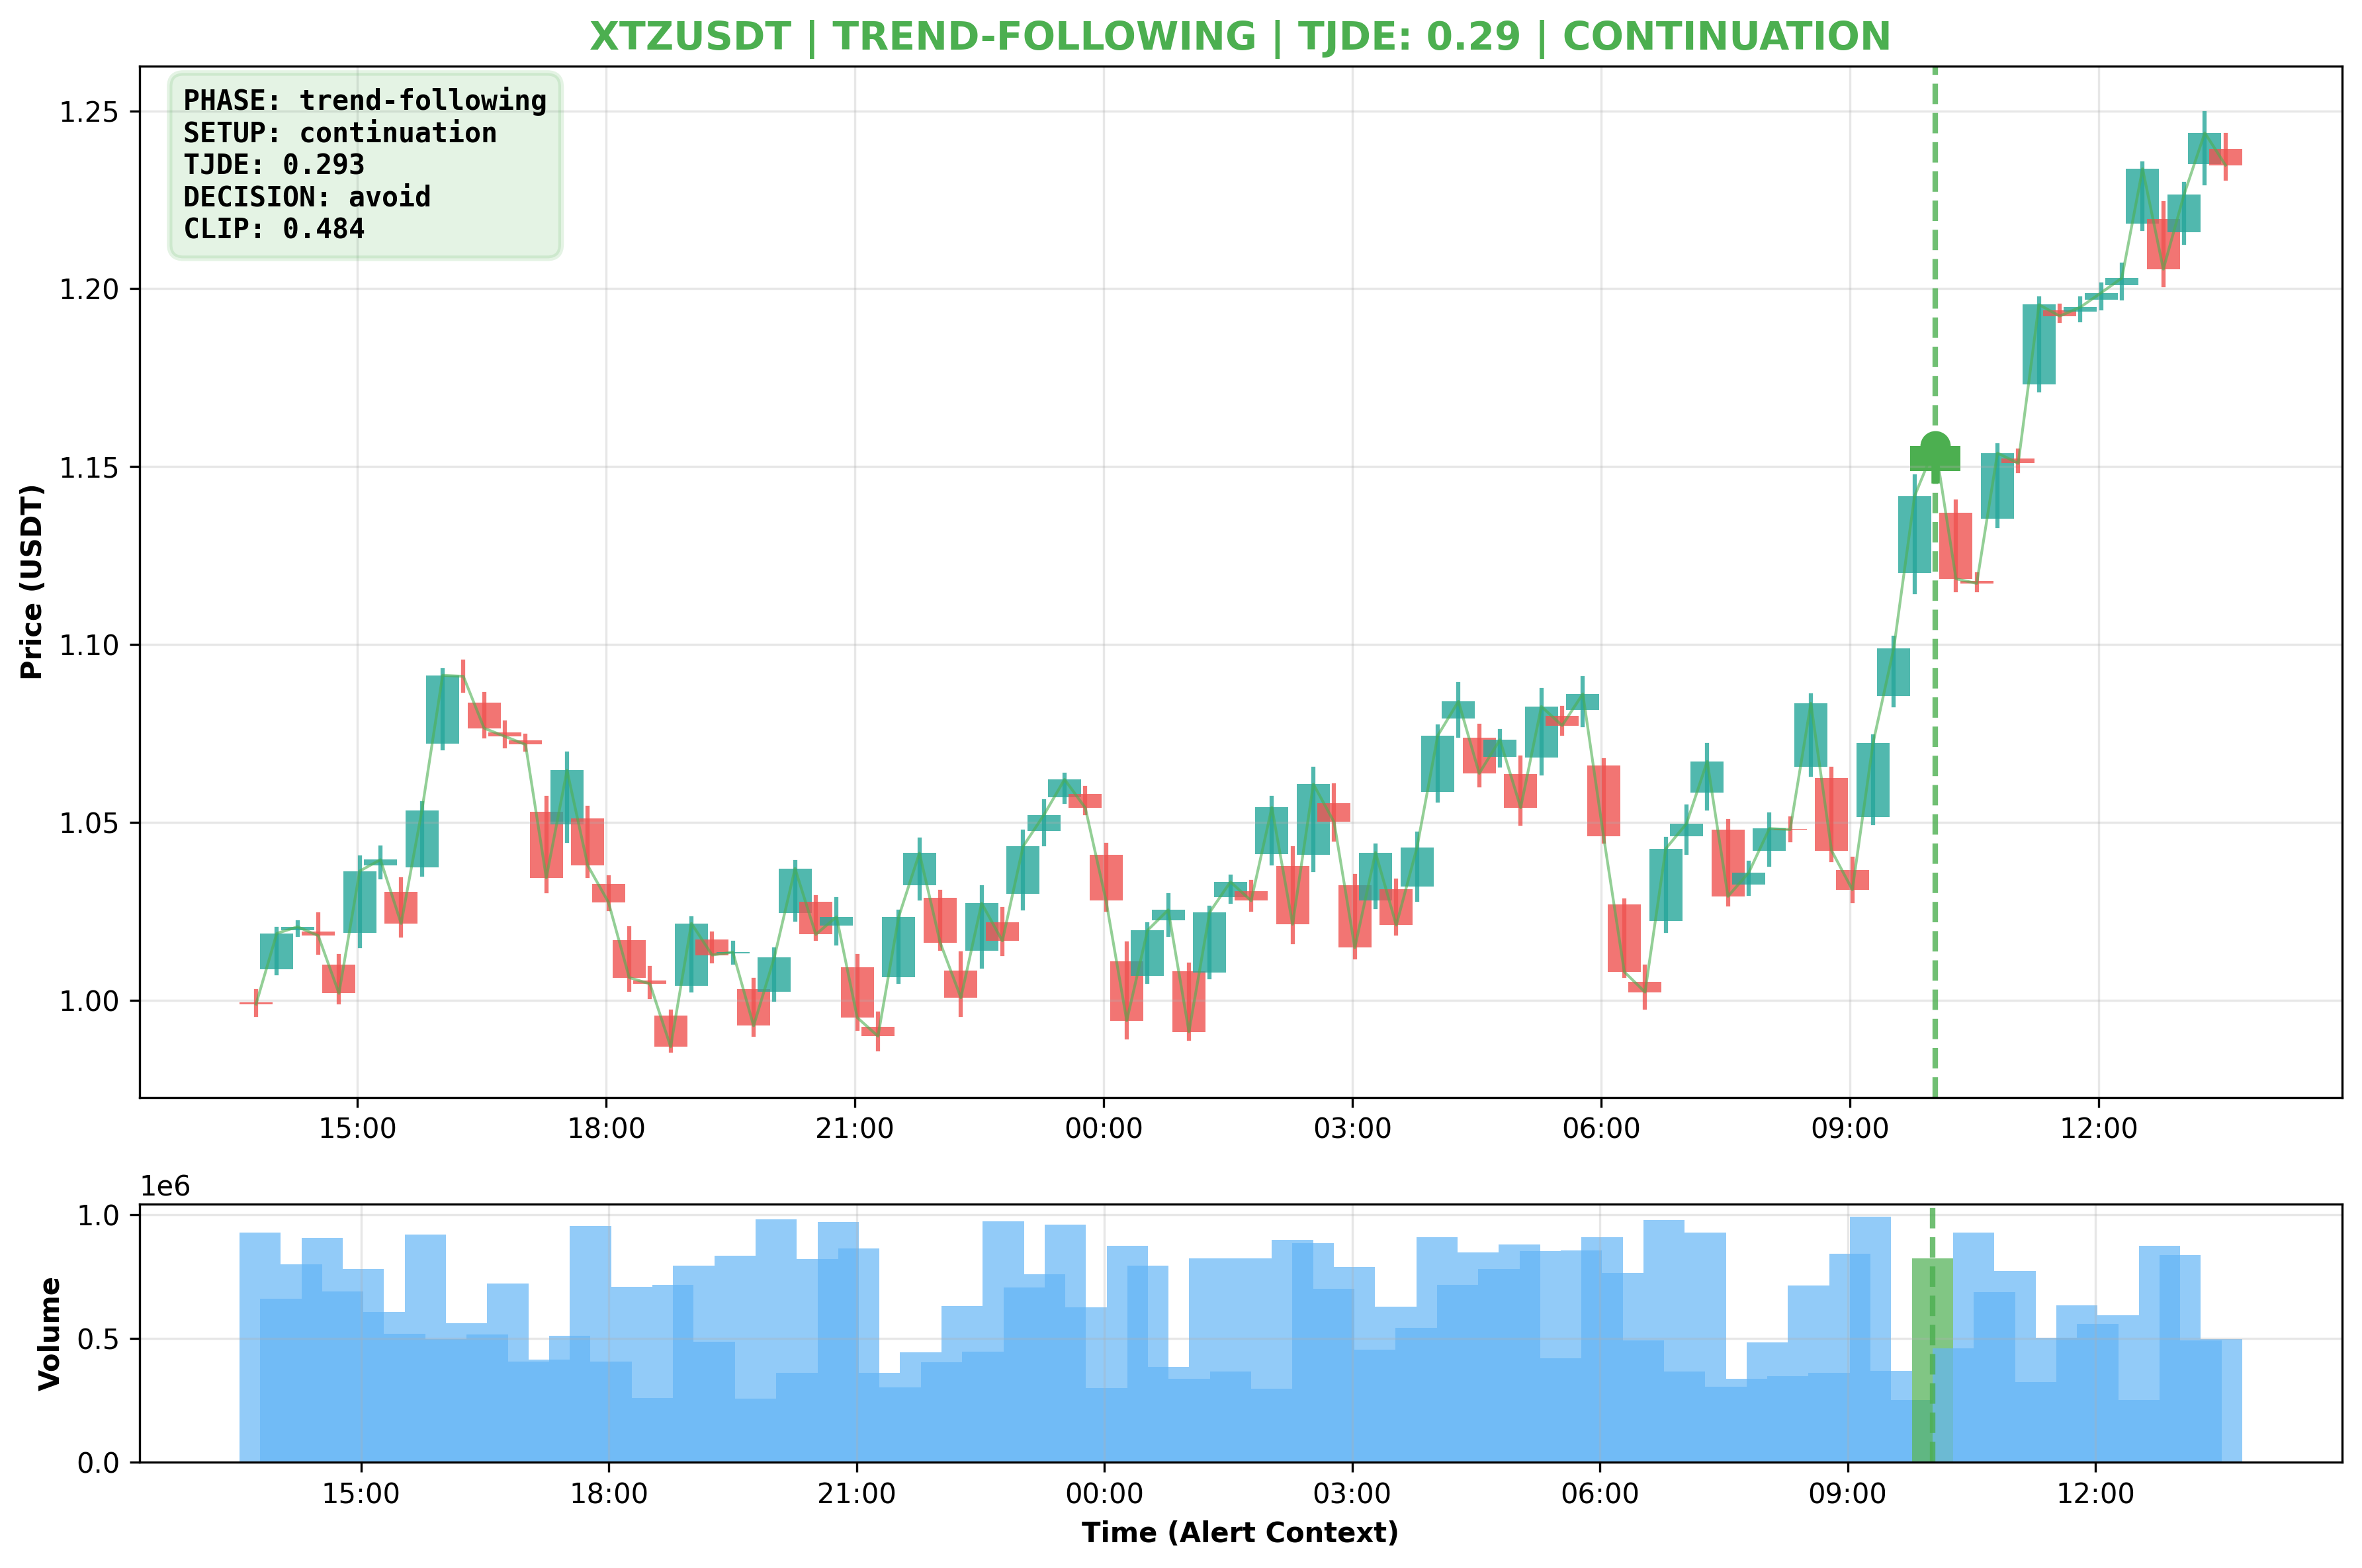 XTZUSDT | TREND-FOLLOWING | TJDE: 0.29 | CONTINUATION
PHASE: trend-following
SETUP: continuation
TJDE: 0.293
DECISION: avoid
CLIP: 0.484
Price (USDT)
1.25
1.20
1.15
1.10
1.05
1.00
15:00 18:00 21:00 00:00 03:00 06:00 09:00 12:00
1e6
Volume
1.0
0.5
0.0
15:00 18:00 21:00 00:00 03:00 06:00 09:00 12:00
Time (Alert Context)